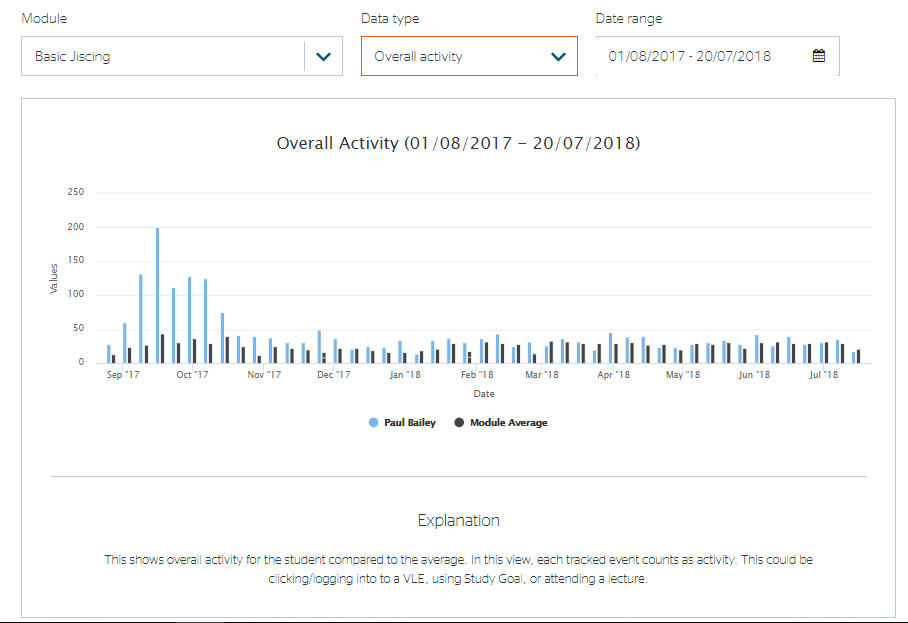 Module Data type Date range
Basic Jiscing Overall activity 01/08/2017 - 20/07/2018
Overall Activity (01/08/2017 – 20/07/2018)
250
200
150
100
50
0
Values
Sep "17 Oct "17 Nov "17 Dec "17 Jan "18 Feb "18 Mar "18 Apr "18 May "18 Jun "18 Jul "18
Date
Paul Bailey Module Average
Explanation
This shows overall activity for the student compared to the average. In this view, each tracked event counts as activity. This could be
clicking/logging into to a VLE, using Study Goal, or attending a lecture.